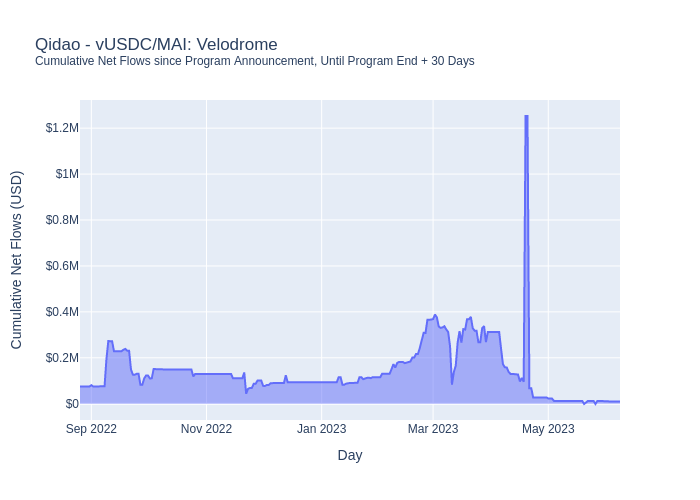 Qidao - vUSDC/MAI: Velodrome
Cumulative Net Flows since Program Announcement, Until Program End + 30 Days
Cumulative Net Flows (USD)
$1.2M
$1M
$0.8M
$0.6M
$0.4M
$0.2M
$0
Sep 2022
Nov 2022
Jan 2023
Mar 2023
May 2023
Day